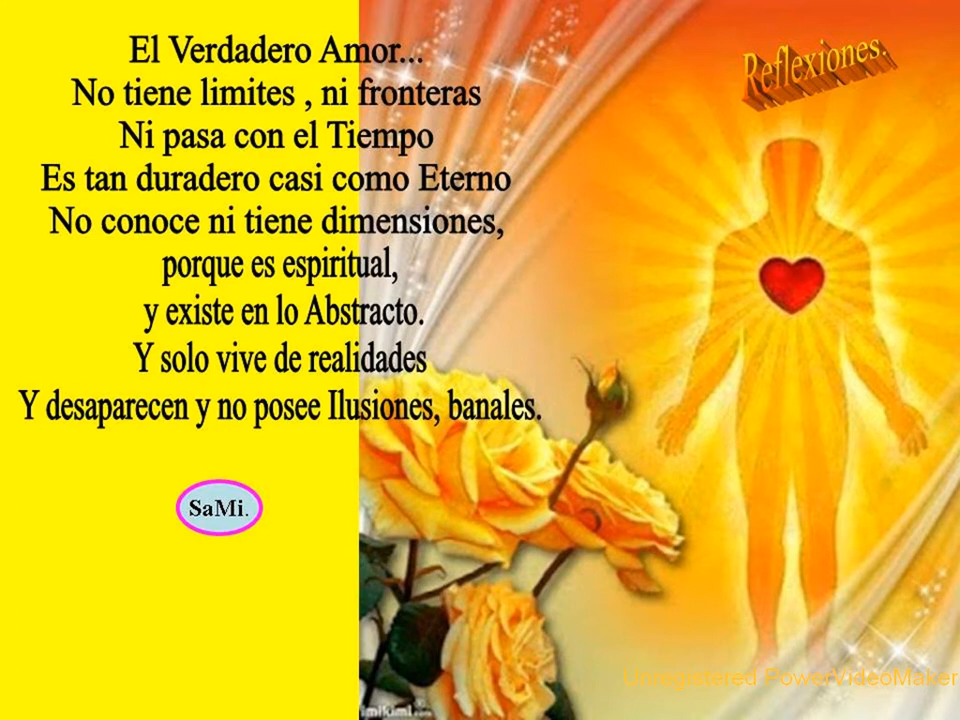 El Verdadero Amor...
No tiene limites , ni fronteras
Ni pasa con el Tiempo
Es tan duradero casi como Eterno
No conoce ni tiene dimensiones,
porque es espiritual,
y existe en lo Abstracto.
Y solo vive de realidades
Y desaparecen y no posee Ilusiones, banales.
SaMi.
Reflexiones.
Unregistered PowerVideoMaker
imikimi.com